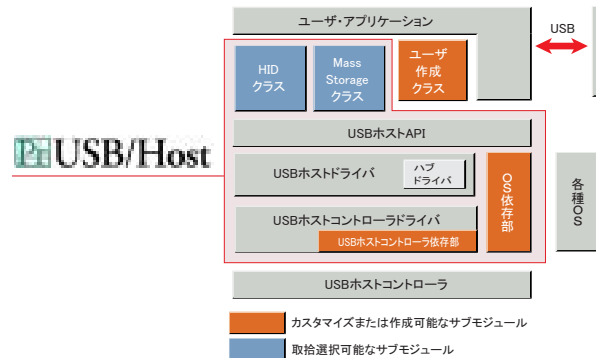 ユーザ・アプリケーション
USB
HID
クラス
Mass
Storage
クラス
ユーザ
作成
クラス
USBホストAPI
PE USB/Host
USBホストドライバ
ハブ
ドライバ
OS依存部
各種OS
USBホストコントローラドライバ
USBホストコントローラ依存部
USBホストコントローラ
カスタマイズまたは作成可能なサブモジュール
取拾選択可能なサブモジュール